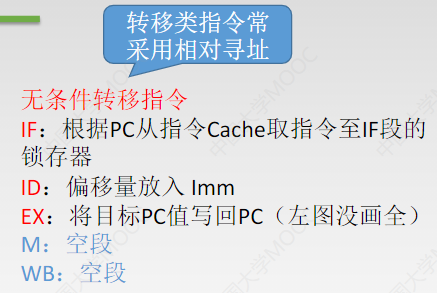 转移类指令常
采用相对寻址
无条件转移指令
IF：根据PC从指令Cache取指令至IF段的
锁存器
ID：偏移量放入 Imm
EX：将目标PC值写回PC（左图没画全）
M：空段
WB：空段